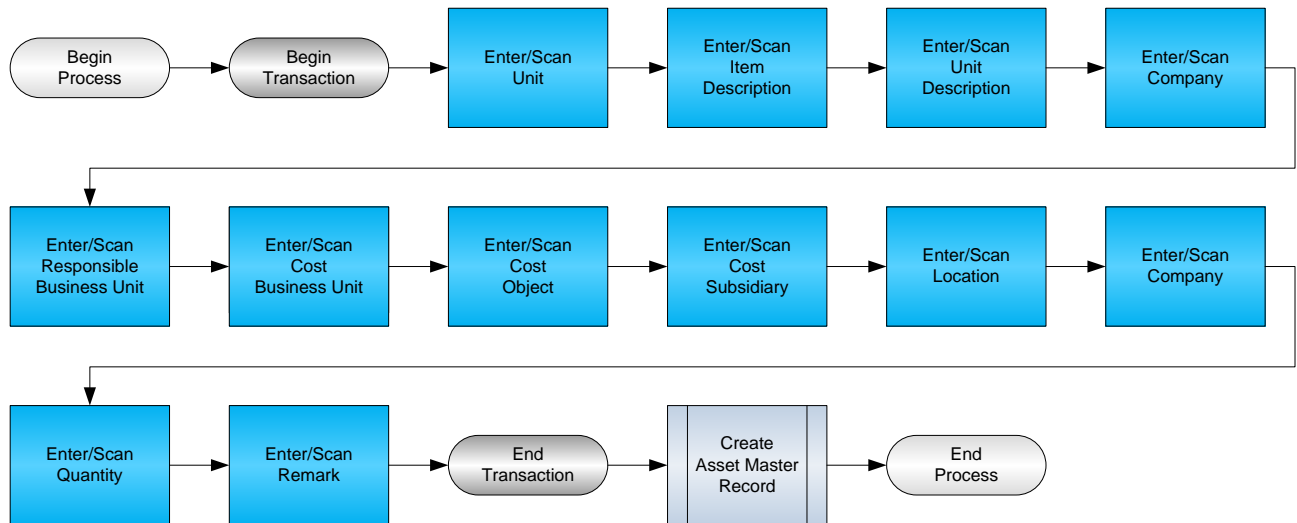 Begin
Process
Begin
Transaction
Enter/Scan
Unit
Enter/Scan
Item
Description
Enter/Scan
Unit
Description
Enter/Scan
Company
Enter/Scan
Responsible
Business Unit
Enter/Scan
Cost
Business Unit
Enter/Scan
Cost
Object
Enter/Scan
Cost
Subsidiary
Enter/Scan
Location
Enter/Scan
Company
Enter/Scan
Quantity
Enter/Scan
Remark
End
Transaction
Create
Asset Master
Record
End
Process